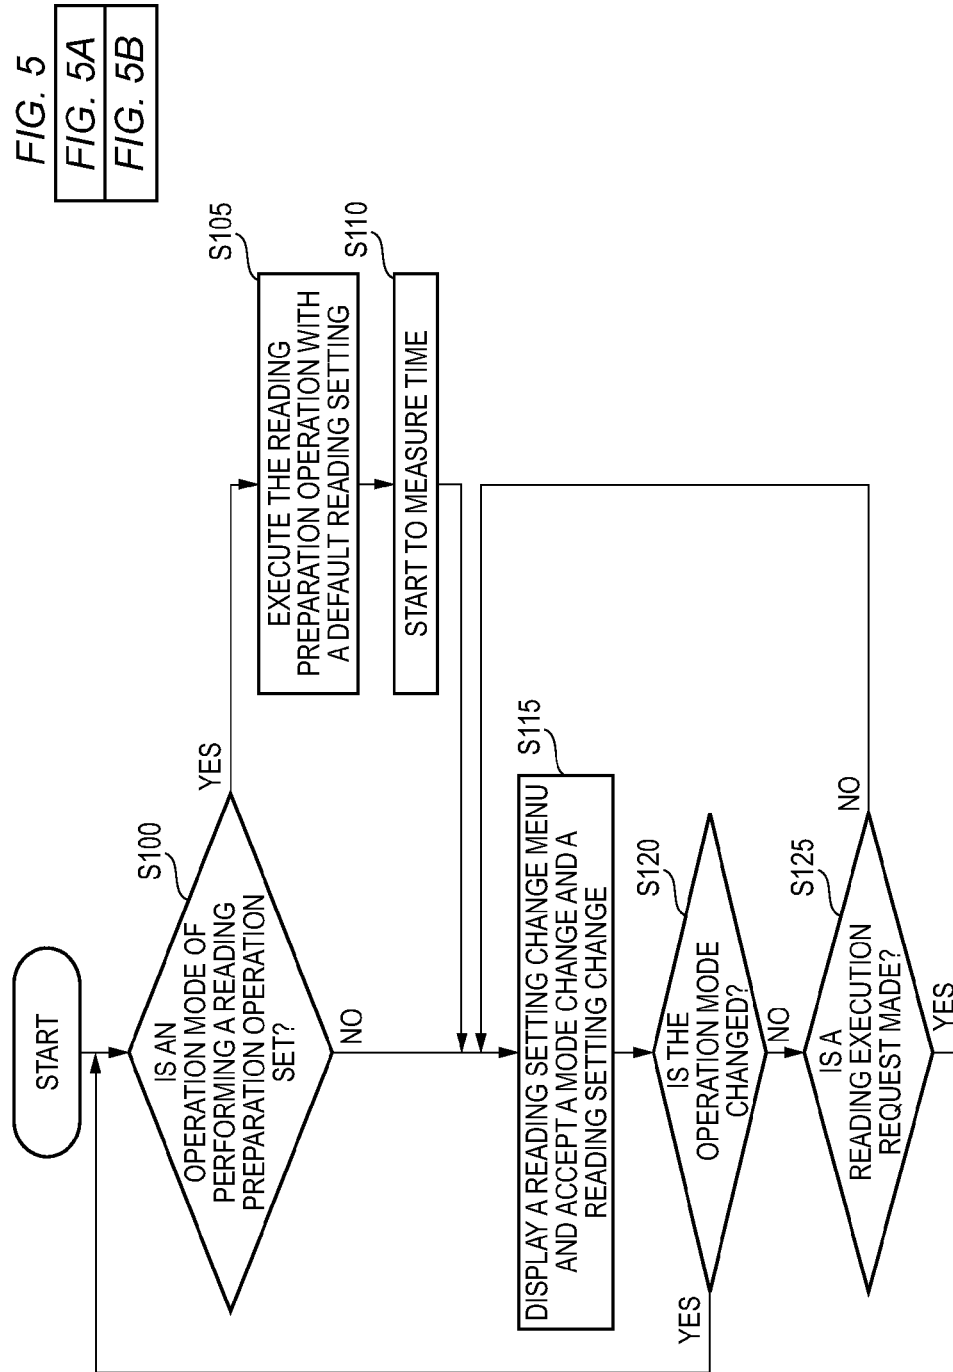 FIG. 5
FIG. 5A
FIG. 5B
START
S100
IS AN
OPERATION MODE OF
PERFORMING A READING
PREPARATION OPERATION
SET?
YES
NO
S105
EXECUTE THE READING
PREPARATION OPERATION WITH
A DEFAULT READING SETTING
S110
START TO MEASURE TIME
S115
DISPLAY A READING SETTING CHANGE MENU
AND ACCEPT A MODE CHANGE AND A
READING SETTING CHANGE
S120
IS THE
OPERATION MODE
CHANGED?
YES
NO
S125
IS A
READING EXECUTION
REQUEST MADE?
NO
YES